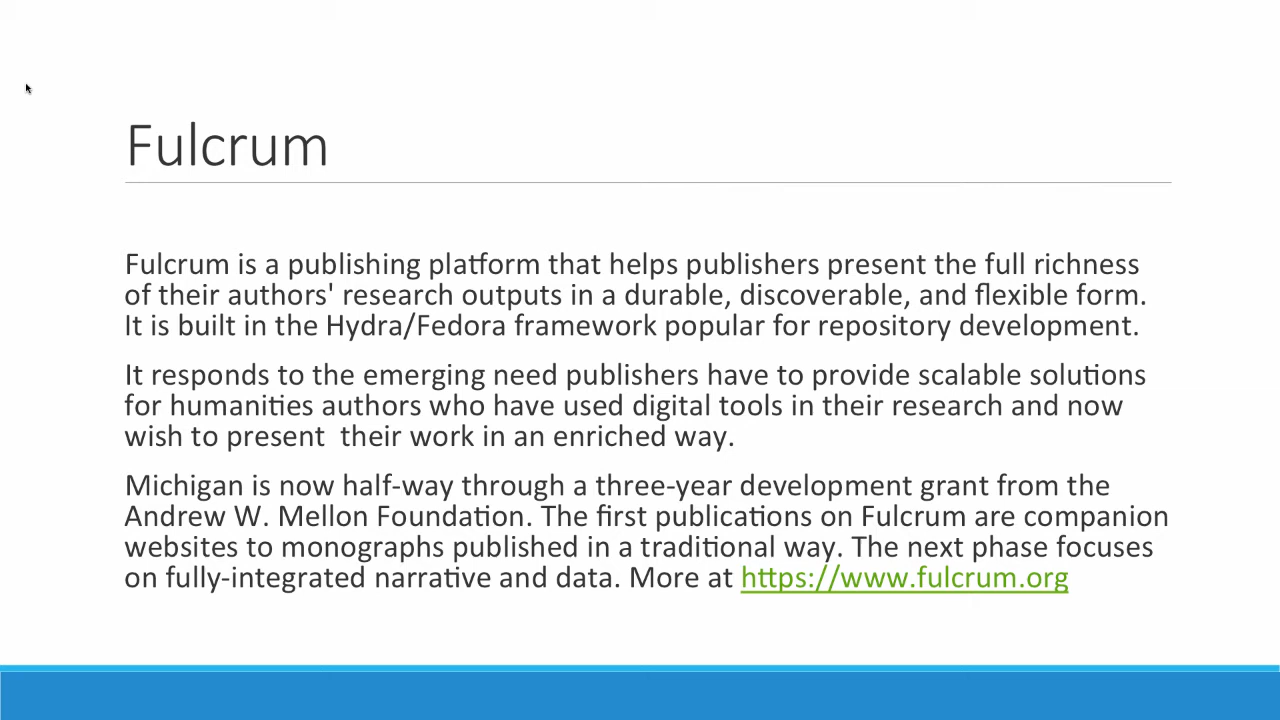 Fulcrum
Fulcrum is a publishing platform that helps publishers present the full richness
of their authors' research outputs in a durable, discoverable, and flexible form.
It is built in the Hydra/Fedora framework popular for repository development.
It responds to the emerging need publishers have to provide scalable solutions
for humanities authors who have used digital tools in their research and now
wish to present  their work in an enriched way.
Michigan is now half-way through a three-year development grant from the
Andrew W. Mellon Foundation. The first publications on Fulcrum are companion
websites to monographs published in a traditional way. The next phase focuses
on fully-integrated narrative and data. More at https://www.fulcrum.org